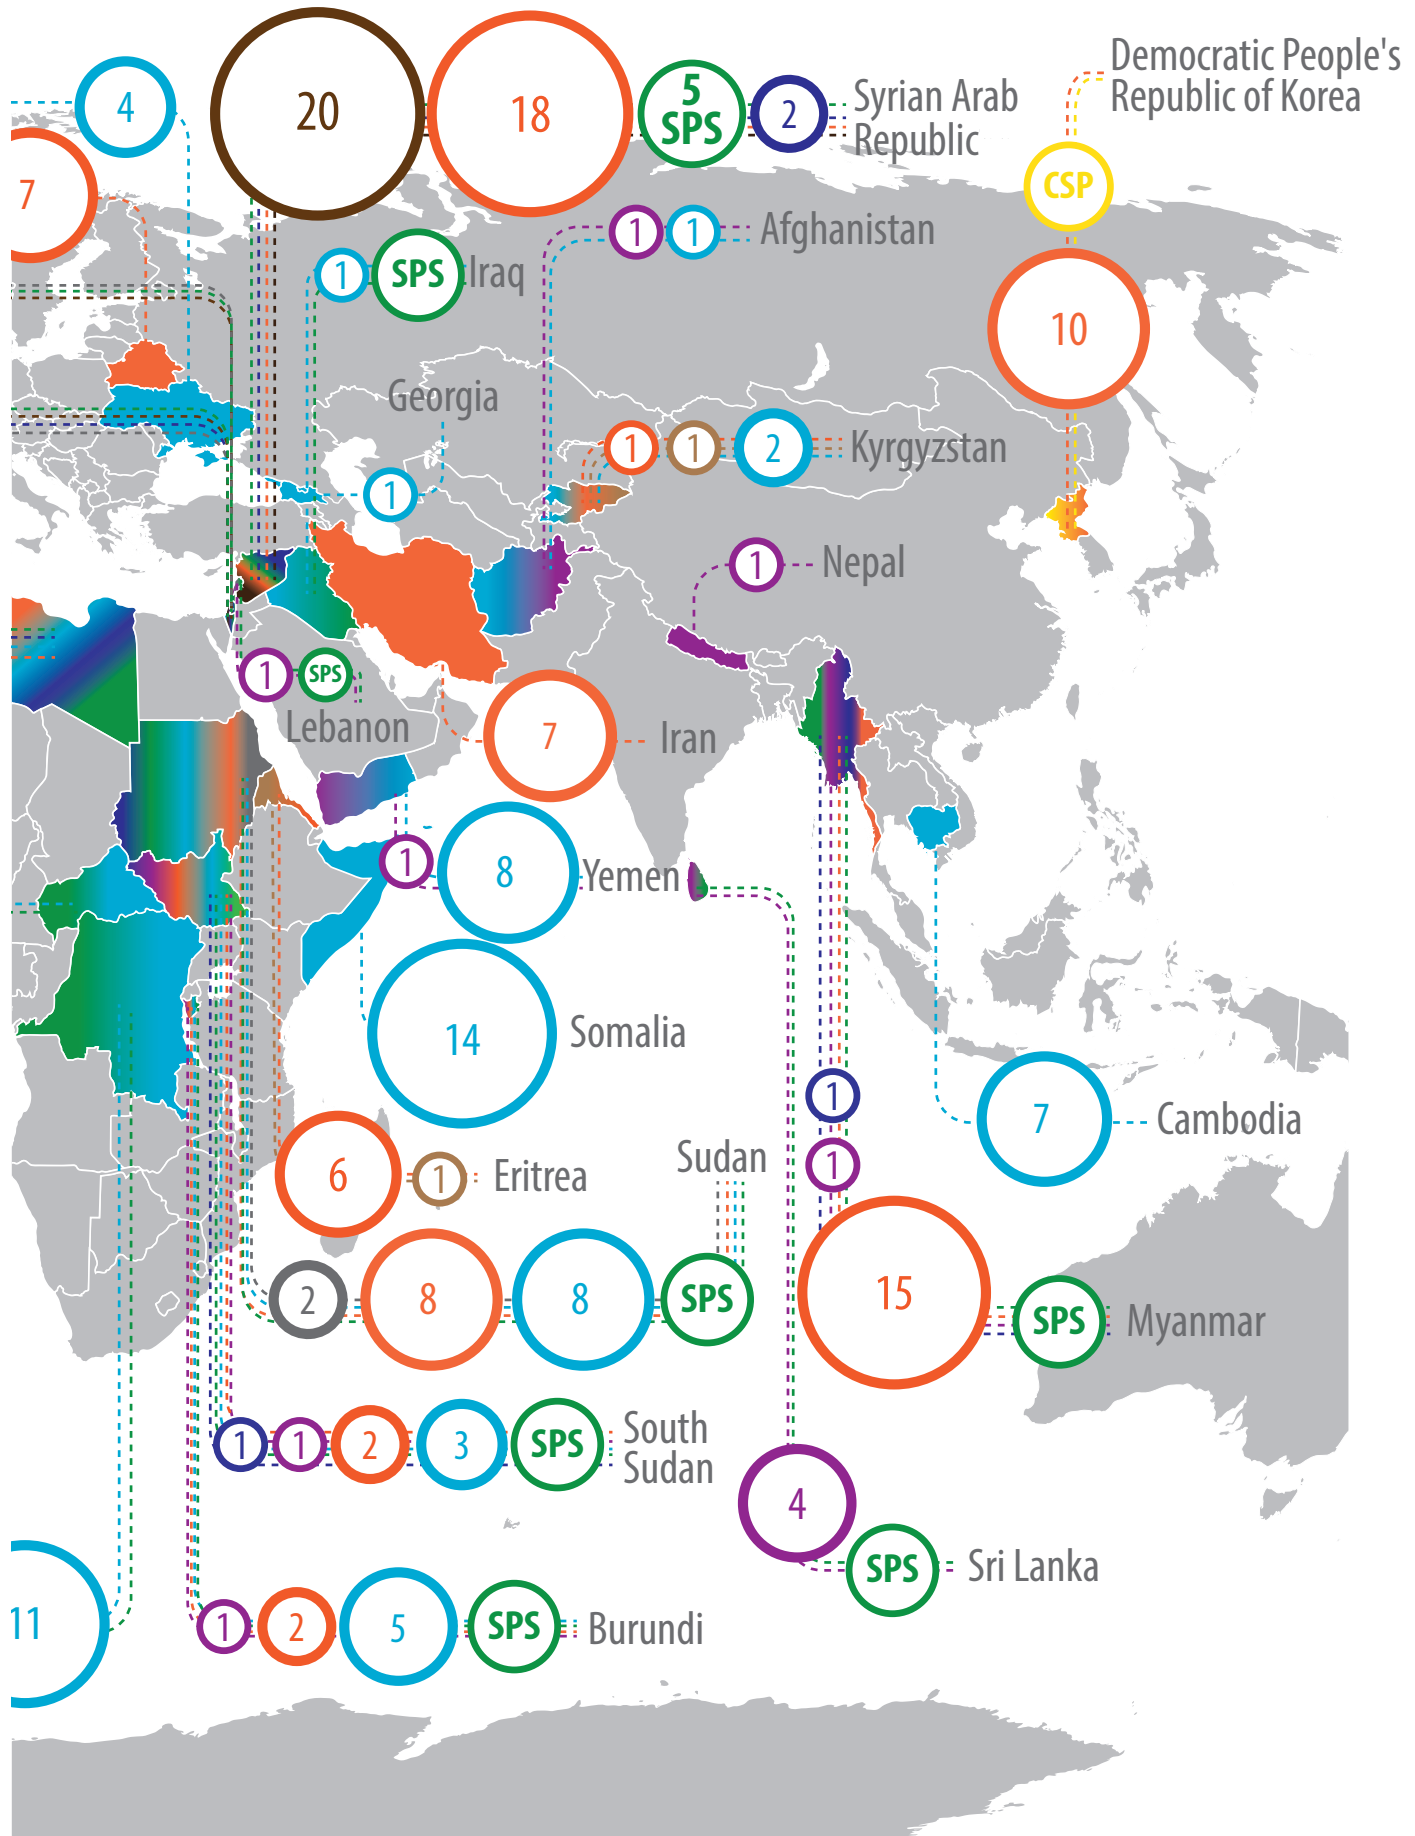 Democratic People's
Republic of Korea
4
20
18
5
SPS
2
Syrian Arab
Republic
7
CSP
1
1
Afghanistan
1
SPS
Iraq
10
Georgia
1
1
2
Kyrgyzstan
1
1
Nepal
1
SPS
Lebanon
7
Iran
1
8
Yemen
14
Somalia
1
7
Cambodia
1
6
1
Eritrea
Sudan
2
8
8
SPS
15
SPS
Myanmar
1
1
2
3
SPS
South
Sudan
4
SPS
Sri Lanka
11
1
2
5
SPS
Burundi